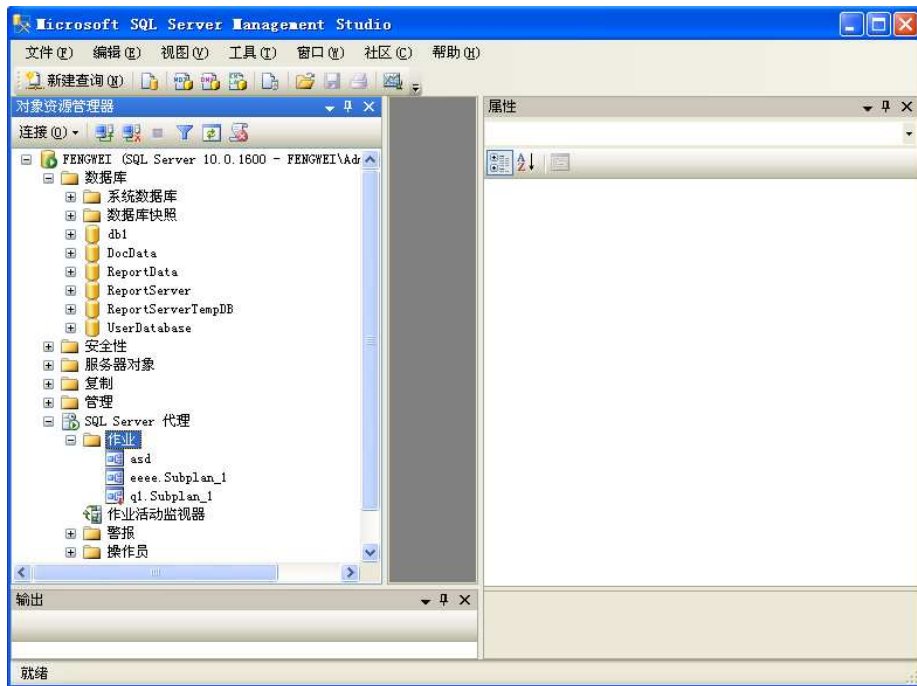 Microsoft SQL Server Management Studio
文件(F) 编辑(E) 视图(V) 工具(T) 窗口(W) 社区(C) 帮助(H)
新建查询(N)
对象资源管理器
属性
连接(O)
FENGWEI (SQL Server 10.0.1600 - FENGWEI\Adr
数据库
系统数据库
数据库快照
db1
DocData
ReportData
ReportServer
ReportServerTempDB
UserDatabase
安全性
服务器对象
复制
管理
SQL Server 代理
作业
asd
eeee.Subplan_1
q1.Subplan_1
作业活动监视器
警报
操作员
输出
就绪